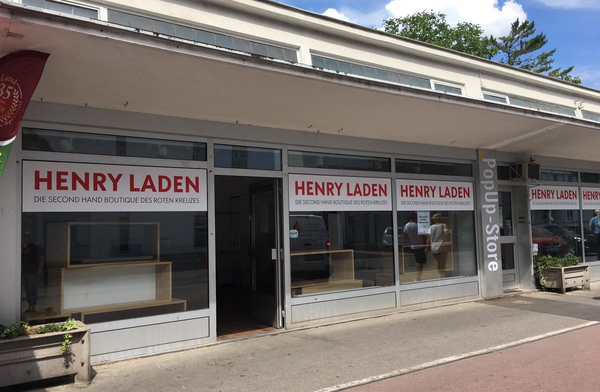 35
HENRY LADEN
DIE SECOND HAND BOUTIQUE DES ROTEN KREUZES
HENRY LADEN
DIE SECOND HAND BOUTIQUE DES ROTEN KREUZES
HENRY LADEN
DIE SECOND HAND BOUTIQUE DES ROTEN KREUZES
PopUp-Store
HENRY LADEN
DIE SECOND HAND BOUTIQUE DES ROTEN KREUZES